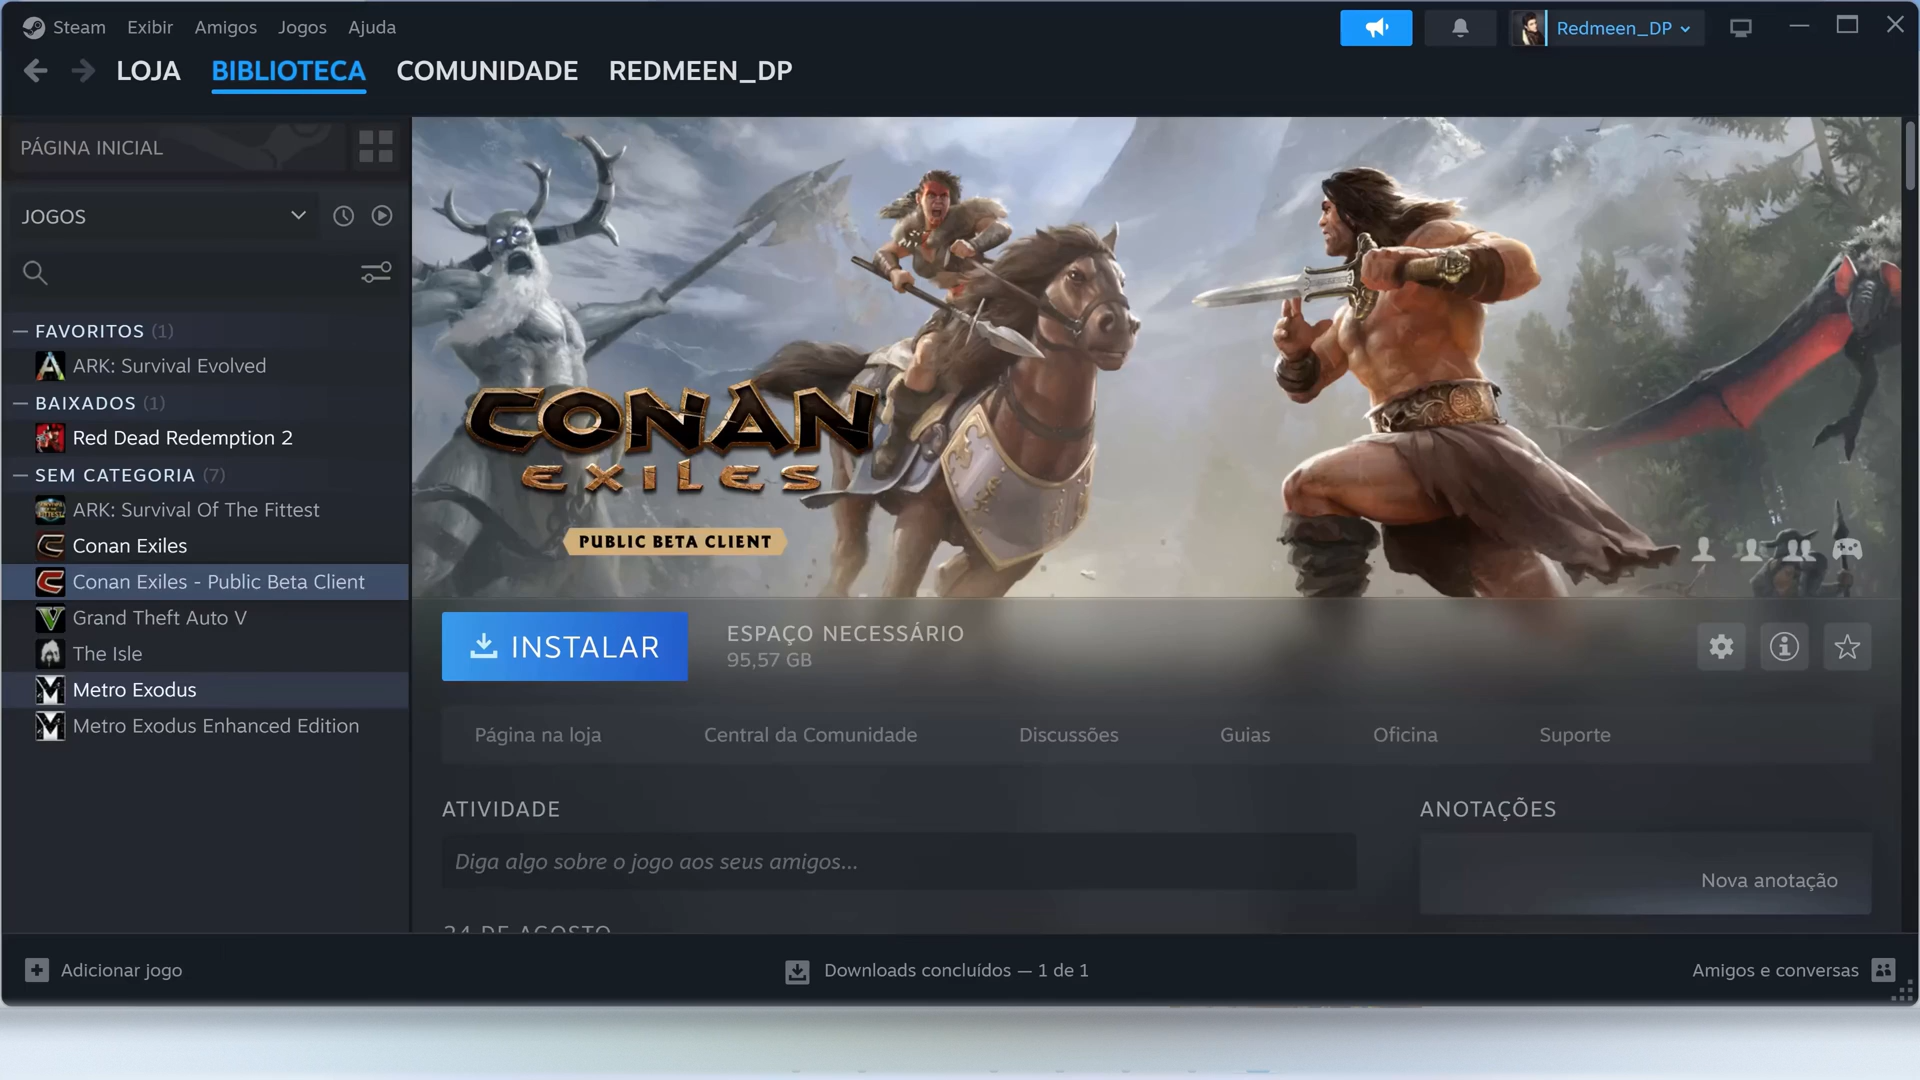 Steam Exibir Amigos Jogos Ajuda
Redmeen_DP
LOJA BIBLIOTECA COMUNIDADE REDMEEN_DP
PÁGINA INICIAL
JOGOS
— FAVORITOS (1)
ARK: Survival Evolved
— BAIXADOS (1)
Red Dead Redemption 2
— SEM CATEGORIA (7)
ARK: Survival Of The Fittest
Conan Exiles
Conan Exiles - Public Beta Client
Grand Theft Auto V
The Isle
Metro Exodus
Metro Exodus Enhanced Edition
CONAN
EXILES
PUBLIC BETA CLIENT
INSTALAR
ESPAÇO NECESSÁRIO
95,57 GB
Página na loja Central da Comunidade Discussões Guias Oficina Suporte
ATIVIDADE
Diga algo sobre o jogo aos seus amigos...
24 DE AGOSTO
ANOTAÇÕES
Nova anotação
Adicionar jogo
Downloads concluídos — 1 de 1
Amigos e conversas